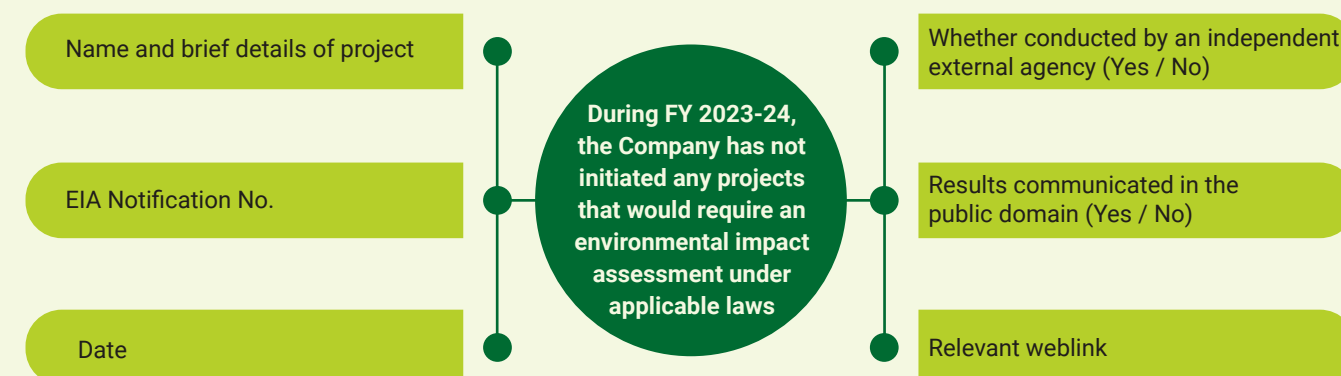 Name and brief details of project
EIA Notification No.
Date
During FY 2023-24,
the Company has not
initiated any projects
that would require an
environmental impact
assessment under
applicable laws
Whether conducted by an independent
external agency (Yes / No)
Results communicated in the
public domain (Yes / No)
Relevant weblink